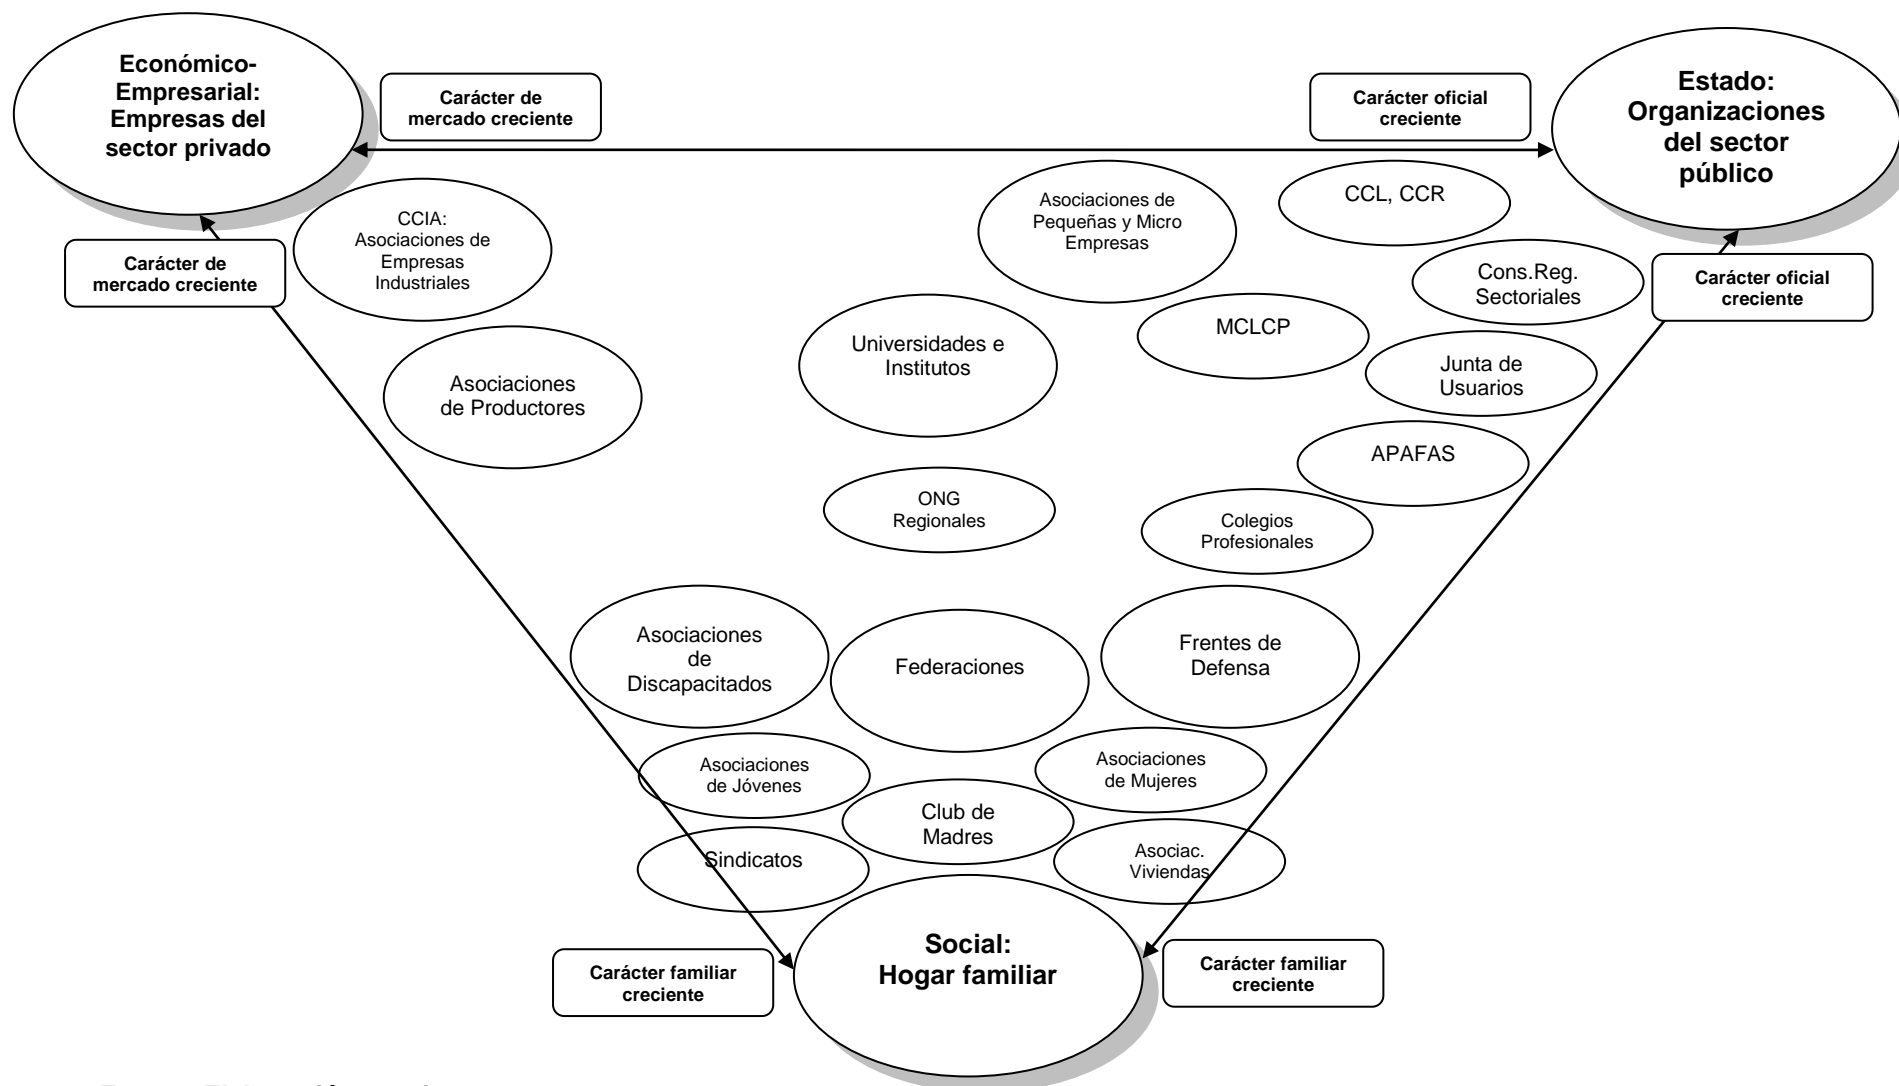 Económico-
Empresarial:
Empresas del
sector privado
Carácter de
mercado creciente
Carácter oficial
creciente
Estado:
Organizaciones
del sector
público
CCIA:
Asociaciones de
Empresas
Industriales
Asociaciones de
Pequeñas y Micro
Empresas
CCL, CCR
Carácter de
mercado creciente
Cons.Reg.
Sectoriales
Carácter oficial
creciente
Universidades e
Institutos
MCLCP
Junta de
Usuarios
Asociaciones
de Productores
APAFAS
ONG
Regionales
Colegios
Profesionales
Asociaciones
de
Discapacitados
Federaciones
Frentes de
Defensa
Asociaciones
de Jóvenes
Asociaciones
de Mujeres
Club de
Madres
Sindicatos
Asociac.
Viviendas
Social:
Hogar familiar
Carácter familiar
creciente
Carácter familiar
creciente